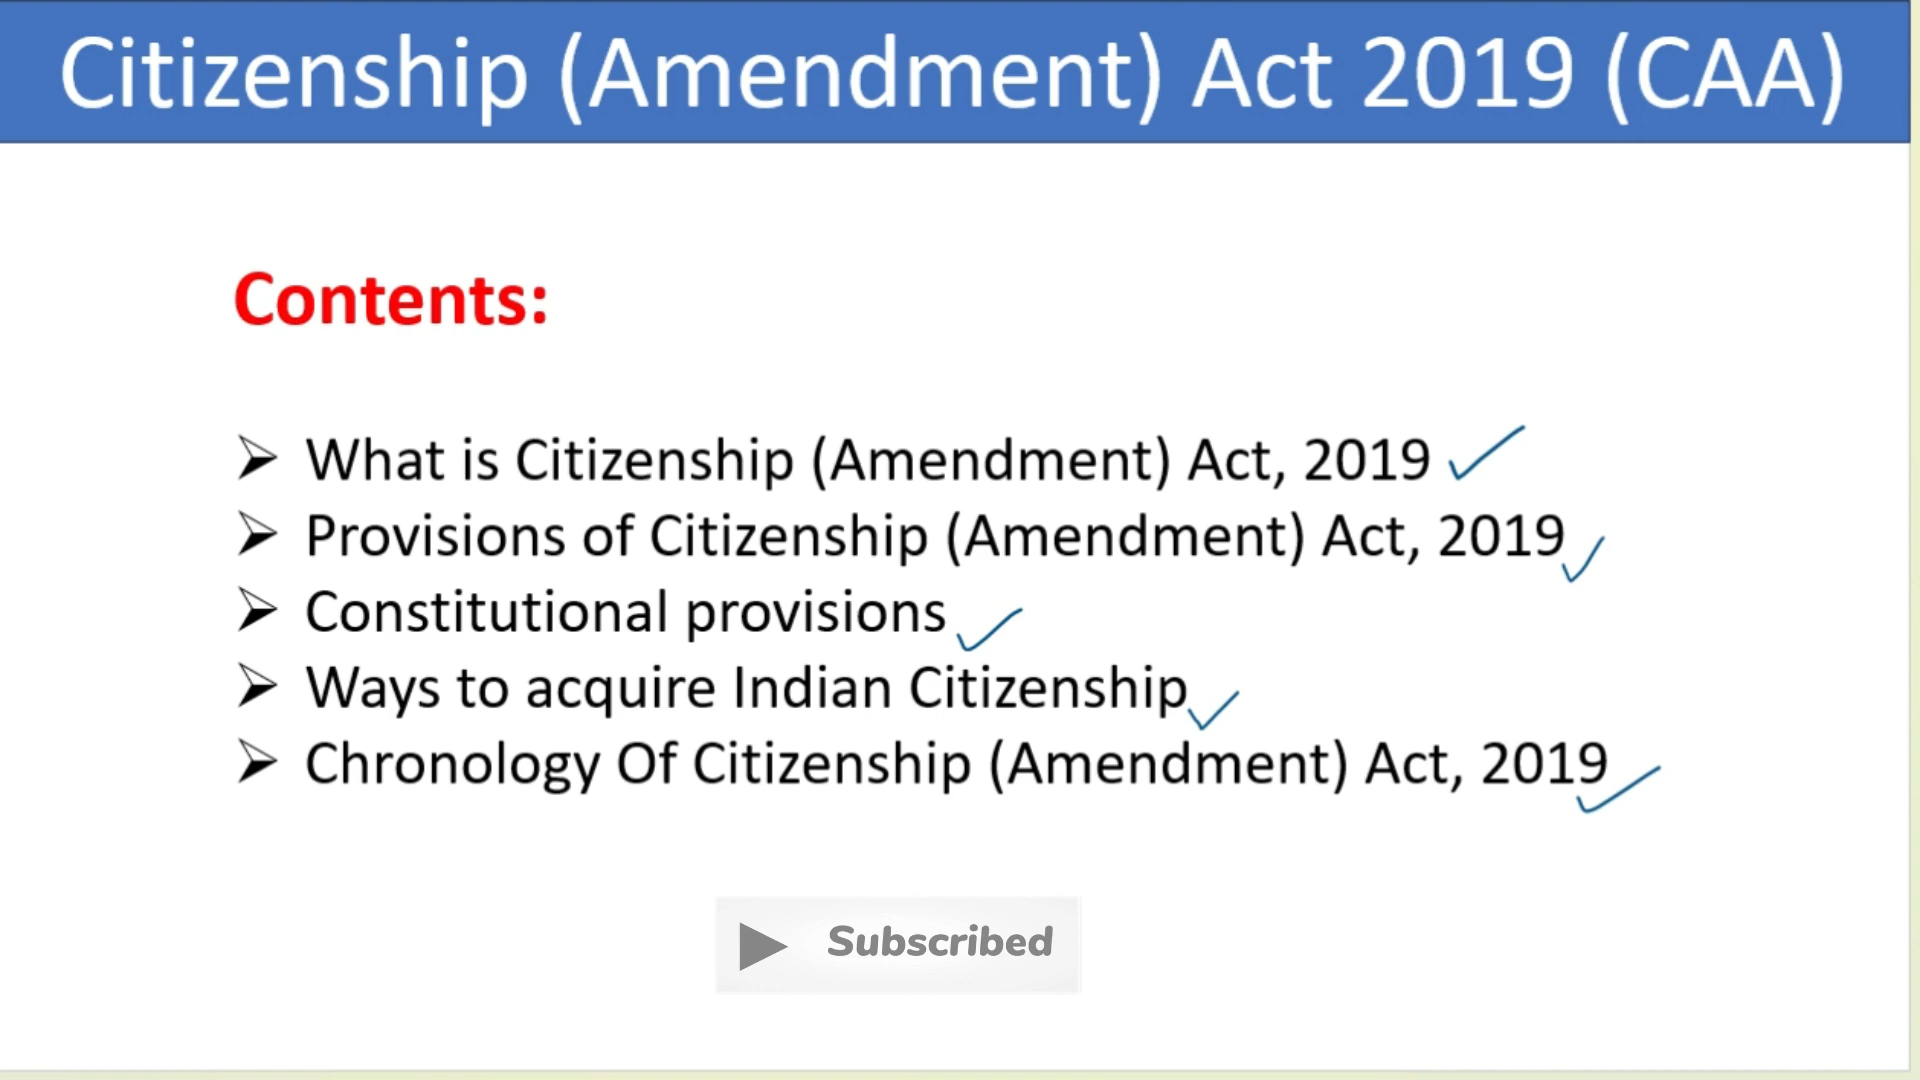 Citizenship (Amendment) Act 2019 (CAA)
Contents:
What is Citizenship (Amendment) Act, 2019
Provisions of Citizenship (Amendment) Act, 2019
Constitutional provisions
Ways to acquire Indian Citizenship
Chronology Of Citizenship (Amendment) Act, 2019
Subscribed